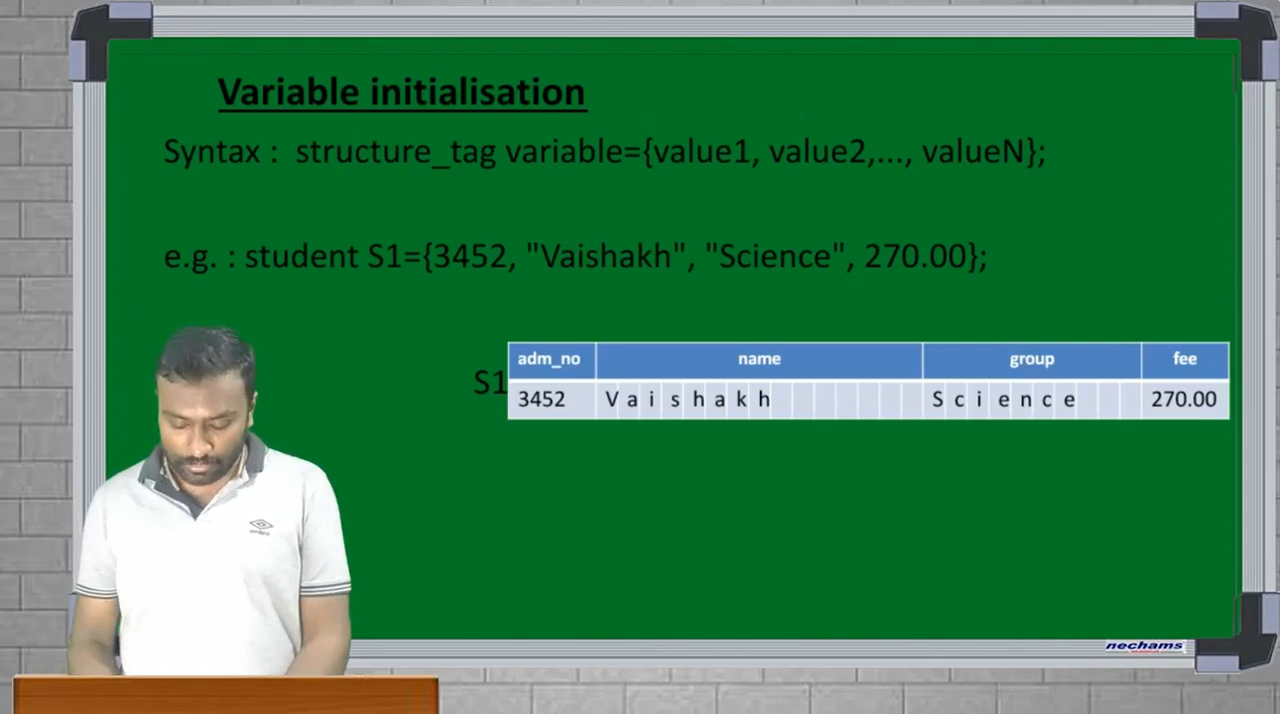 Variable initialisation
Syntax : structure_tag variable={value1, value2,..., valueN};
e.g. : student S1={3452, "Vaishakh", "Science", 270.00};
adm_no name group fee
S1 3452 V a i s h a k h S c i e n c e 270.00
nechams